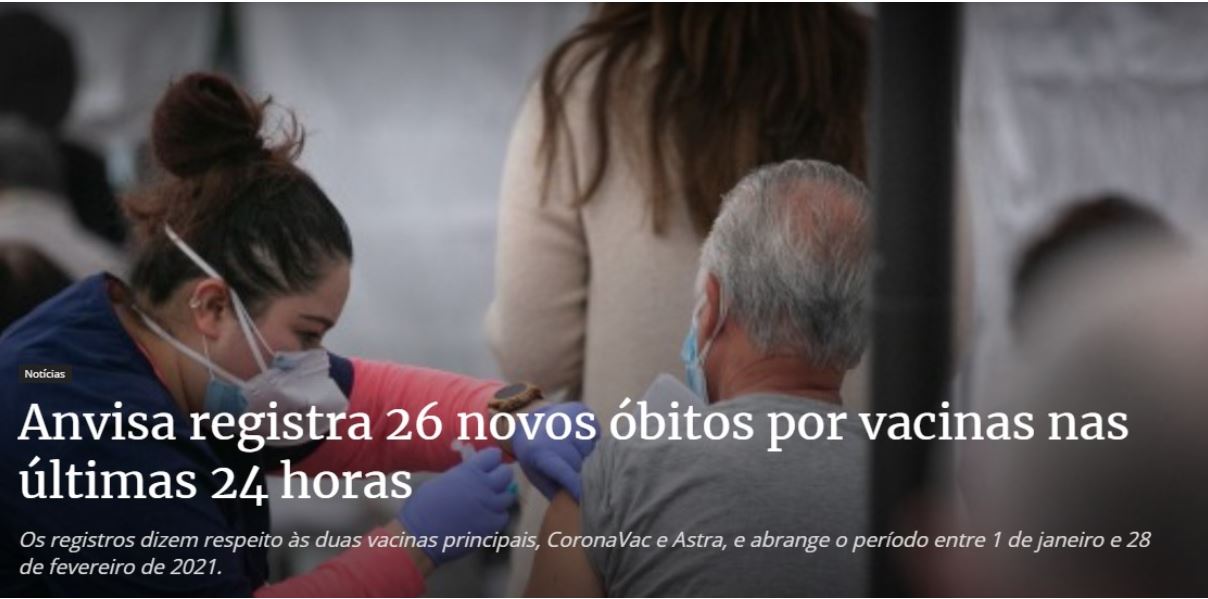 Notícias
Anvisa registra 26 novos óbitos por vacinas nas
últimas 24 horas
Os registros dizem respeito às duas vacinas principais, CoronaVac e Astra, e abrange o período entre 1 de janeiro e 28
de fevereiro de 2021.